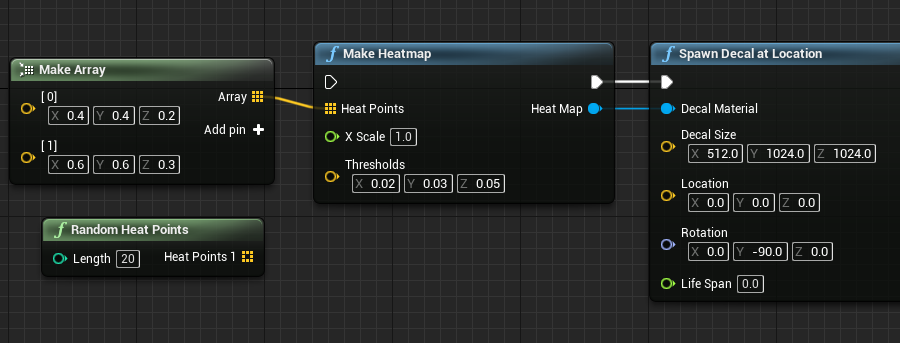 Make Array
[ 0]
X 0.4 Y 0.4 Z 0.2
Array
Add pin
[ 1]
X 0.6 Y 0.6 Z 0.3
f Random Heat Points
Length 20
Heat Points 1
f Make Heatmap
Heat Points
Heat Map
X Scale 1.0
Thresholds
X 0.02 Y 0.03 Z 0.05
f Spawn Decal at Location
Decal Material
Decal Size
X 512.0 Y 1024.0 Z 1024.0
Location
X 0.0 Y 0.0 Z 0.0
Rotation
X 0.0 Y -90.0 Z 0.0
Life Span 0.0